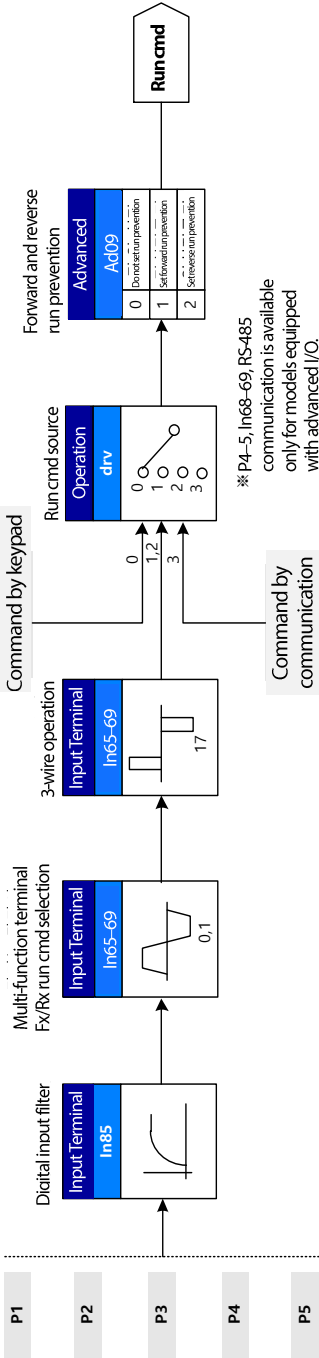 P1
P2
P3
P4
P5
Digital input filter
Input Terminal
In85
Multi-function terminal
Fx/Rx run cmd selection
Input Terminal
In65–69
0,1
3-wire operation
Input Terminal
In65–69
17
Command by keypad
0
1,2
3
Command by
communication
Run cmd source
Operation
drv
0
1
2
3
Forward and reverse
run prevention
Advanced
Ad09
0 Do not set run prevention
1 Set forward run prevention
2 Set reverse run prevention
Run cmd
※ P4–5, In68–69, RS-485
communication is available
only for models equipped
with advanced I/O.